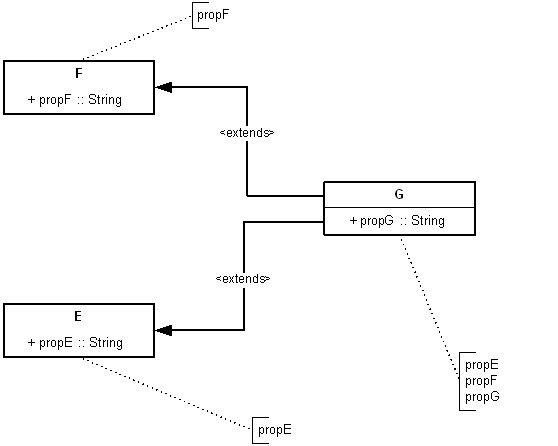 propF
F
+ propF :: String
<extends>
G
+ propG :: String
<extends>
E
+ propE :: String
propE
propF
propG
propE